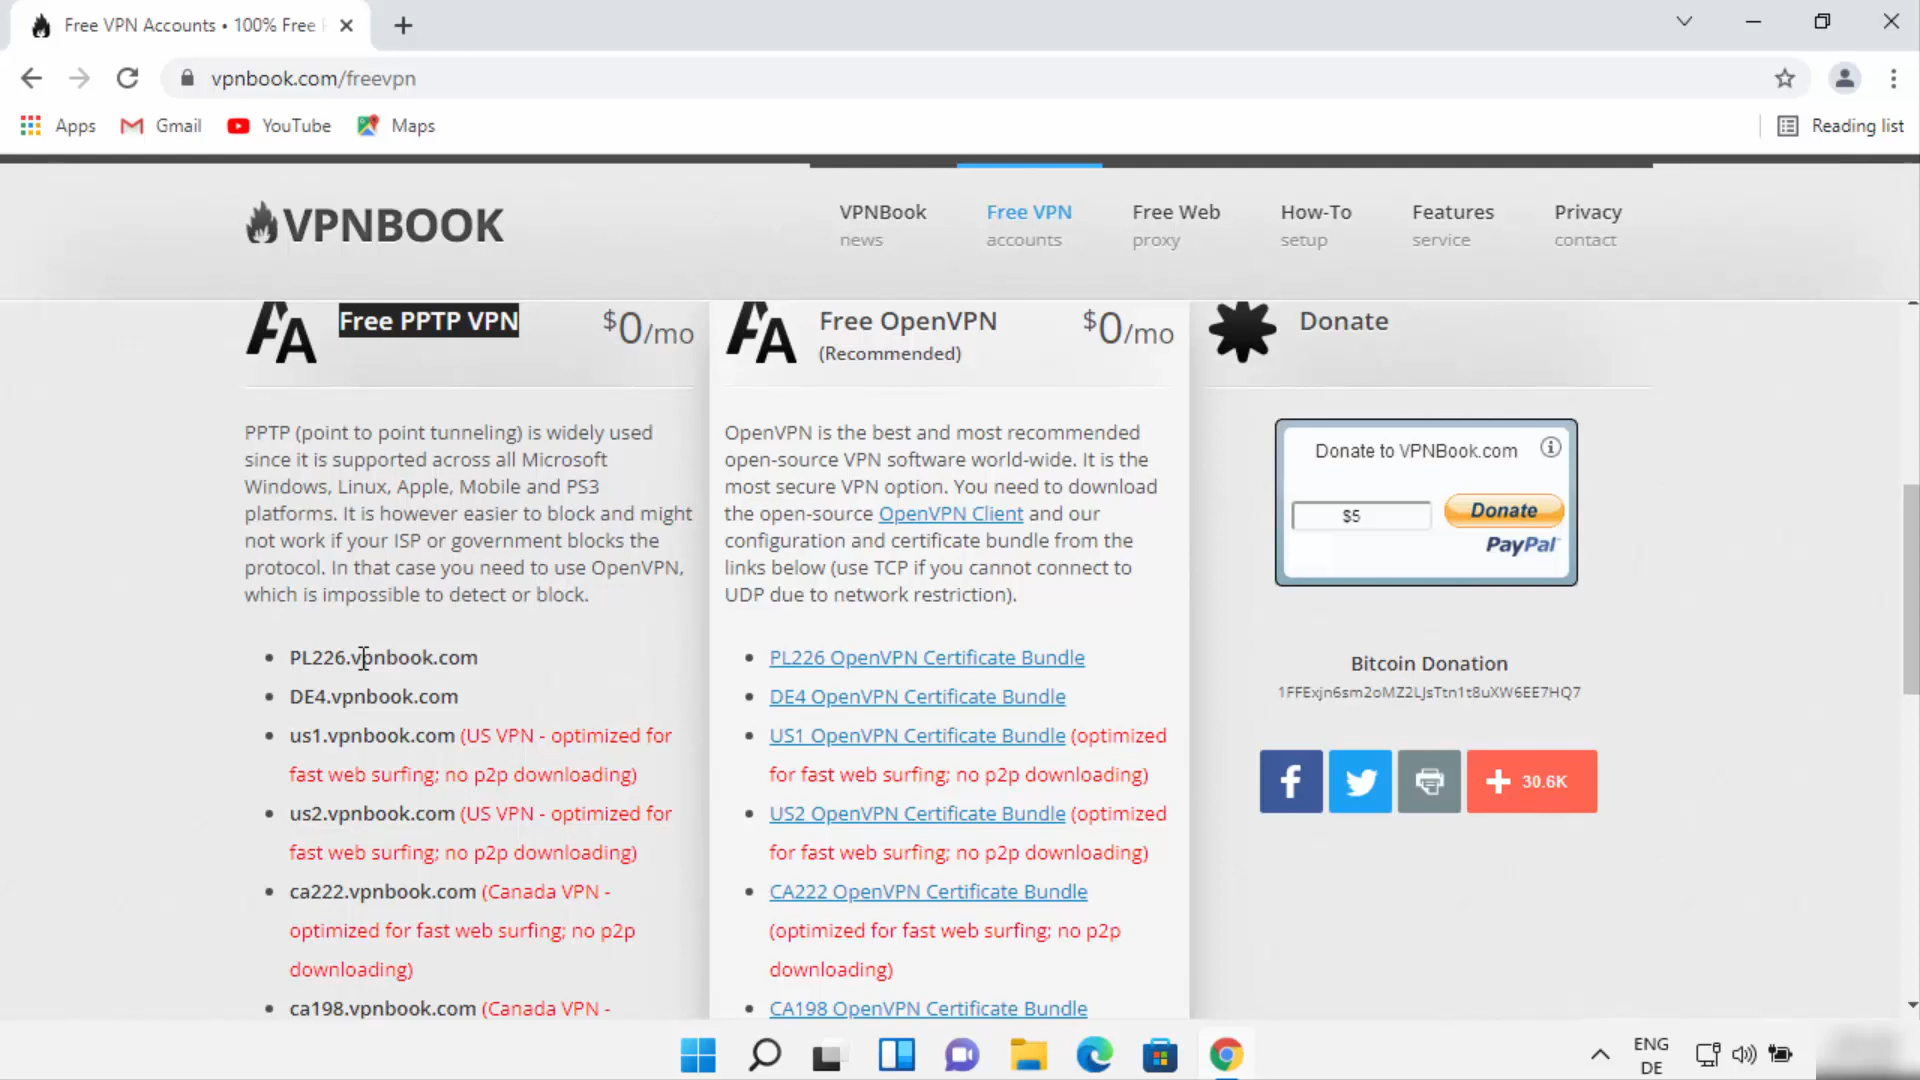 Free VPN Accounts • 100% Free
vpnbook.com/freevpn
Apps
Gmail
YouTube
Maps
Reading list
VPNBOOK
VPNBook
news
Free VPN
accounts
Free Web
proxy
How-To
setup
Features
service
Privacy
contact
Free PPTP VPN
$0/mo
PPTP (point to point tunneling) is widely used
since it is supported across all Microsoft
Windows, Linux, Apple, Mobile and PS3
platforms. It is however easier to block and might
not work if your ISP or government blocks the
protocol. In that case you need to use OpenVPN,
which is impossible to detect or block.
• PL226.vpnbook.com
• DE4.vpnbook.com
• us1.vpnbook.com (US VPN - optimized for
fast web surfing; no p2p downloading)
• us2.vpnbook.com (US VPN - optimized for
fast web surfing; no p2p downloading)
• ca222.vpnbook.com (Canada VPN -
optimized for fast web surfing; no p2p
downloading)
• ca198.vpnbook.com (Canada VPN -
Free OpenVPN
(Recommended)
$0/mo
OpenVPN is the best and most recommended
open-source VPN software world-wide. It is the
most secure VPN option. You need to download
the open-source OpenVPN Client and our
configuration and certificate bundle from the
links below (use TCP if you cannot connect to
UDP due to network restriction).
• PL226 OpenVPN Certificate Bundle
• DE4 OpenVPN Certificate Bundle
• US1 OpenVPN Certificate Bundle (optimized
for fast web surfing; no p2p downloading)
• US2 OpenVPN Certificate Bundle (optimized
for fast web surfing; no p2p downloading)
• CA222 OpenVPN Certificate Bundle
(optimized for fast web surfing; no p2p
downloading)
• CA198 OpenVPN Certificate Bundle
Donate
Donate to VPNBook.com
$5
Donate
PayPal
Bitcoin Donation
1FFExjn6sm2oMZ2LJsTtn1t8uXW6EE7HQ7
30.6K
ENG
DE